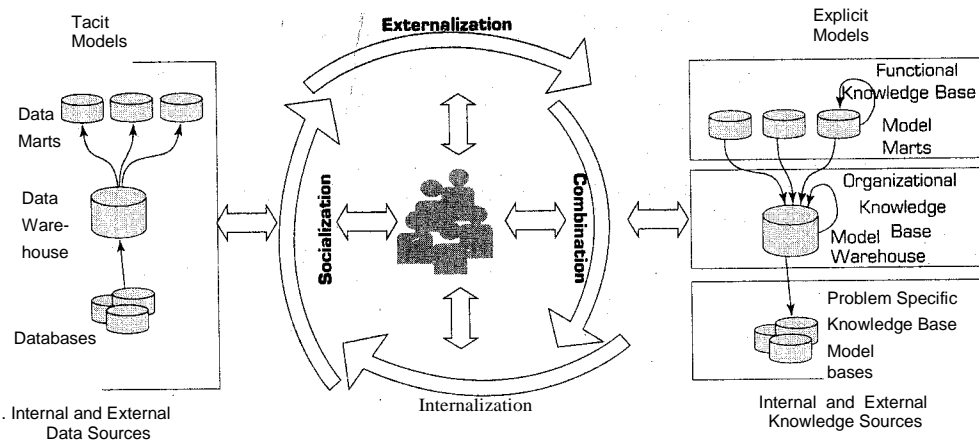 Tacit
Models
Externalization
Explicit
Models
Data
Marts
Functional
Knowledge Base
Model
Marts
Data
Ware-
house
Socialization
Combination
Organizational
Knowledge
Base
Model
Warehouse
Databases
Problem Specific
Knowledge Base
Model
bases
Internalization
. Internal and External
Data Sources
Internal and External
Knowledge Sources